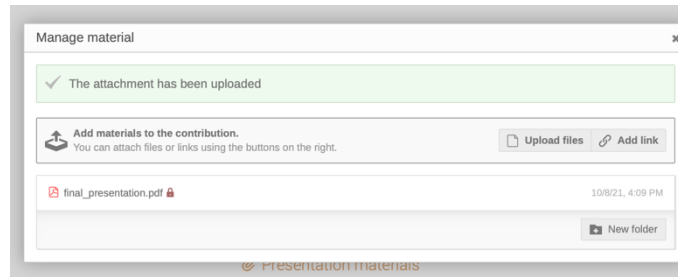 Manage material
The attachment has been uploaded
Add materials to the contribution.
You can attach files or links using the buttons on the right.
Upload files
Add link
final_presentation.pdf
10/8/21, 4:09 PM
New folder
Presentation materials